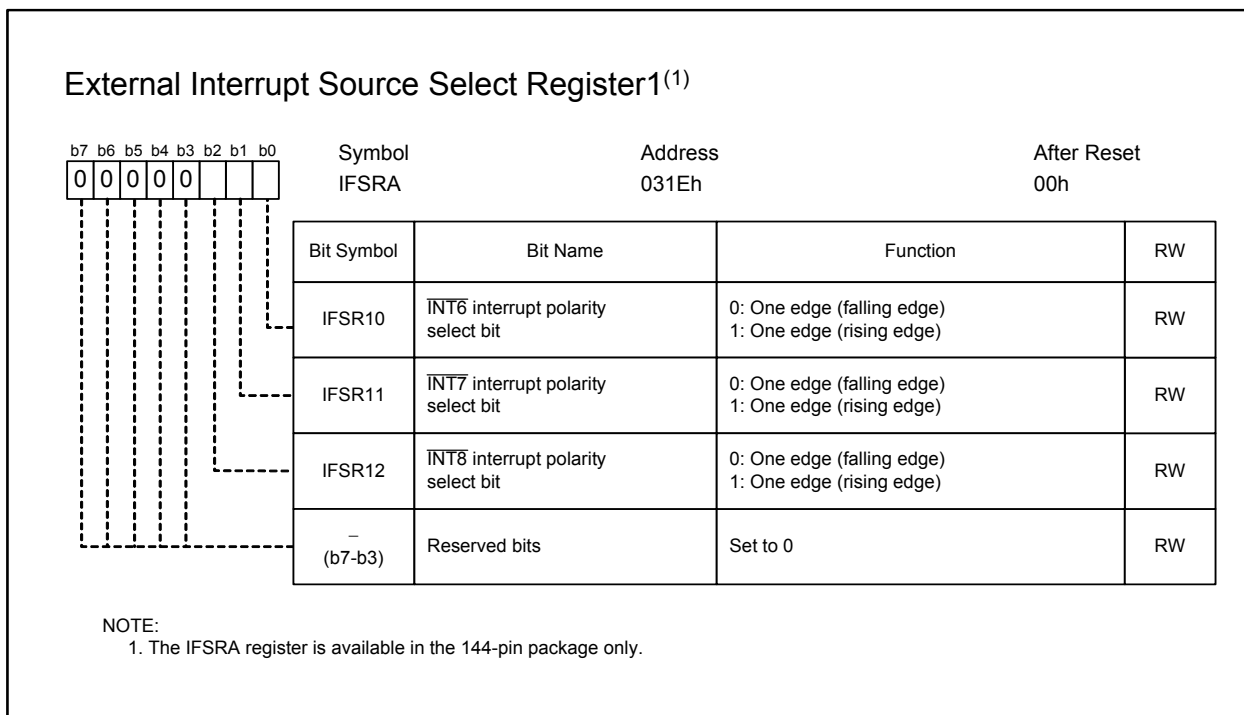 External Interrupt Source Select Register1(1)
b7 b6 b5 b4 b3 b2 b1 b0
0 0 0 0 0
Symbol Address After Reset
IFSRA 031Eh 00h
Bit Symbol Bit Name Function RW
IFSR10 INT6 interrupt polarity select bit 0: One edge (falling edge) RW
1: One edge (rising edge)
IFSR11 INT7 interrupt polarity select bit 0: One edge (falling edge) RW
1: One edge (rising edge)
IFSR12 INT8 interrupt polarity select bit 0: One edge (falling edge) RW
1: One edge (rising edge)
– (b7-b3) Reserved bits Set to 0 RW
NOTE:
1. The IFSRA register is available in the 144-pin package only.